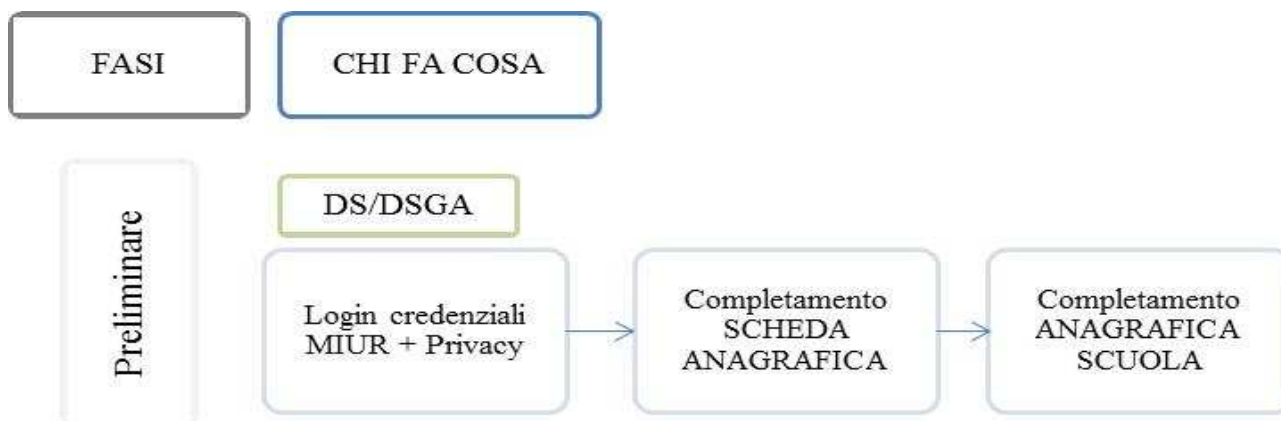 FASI
CHI FA COSA
Preliminare
DS/DSGA
Login credenziali
MIUR + Privacy
Completamento
SCHEDA
ANAGRAFICA
Completamento
ANAGRAFICA
SCUOLA